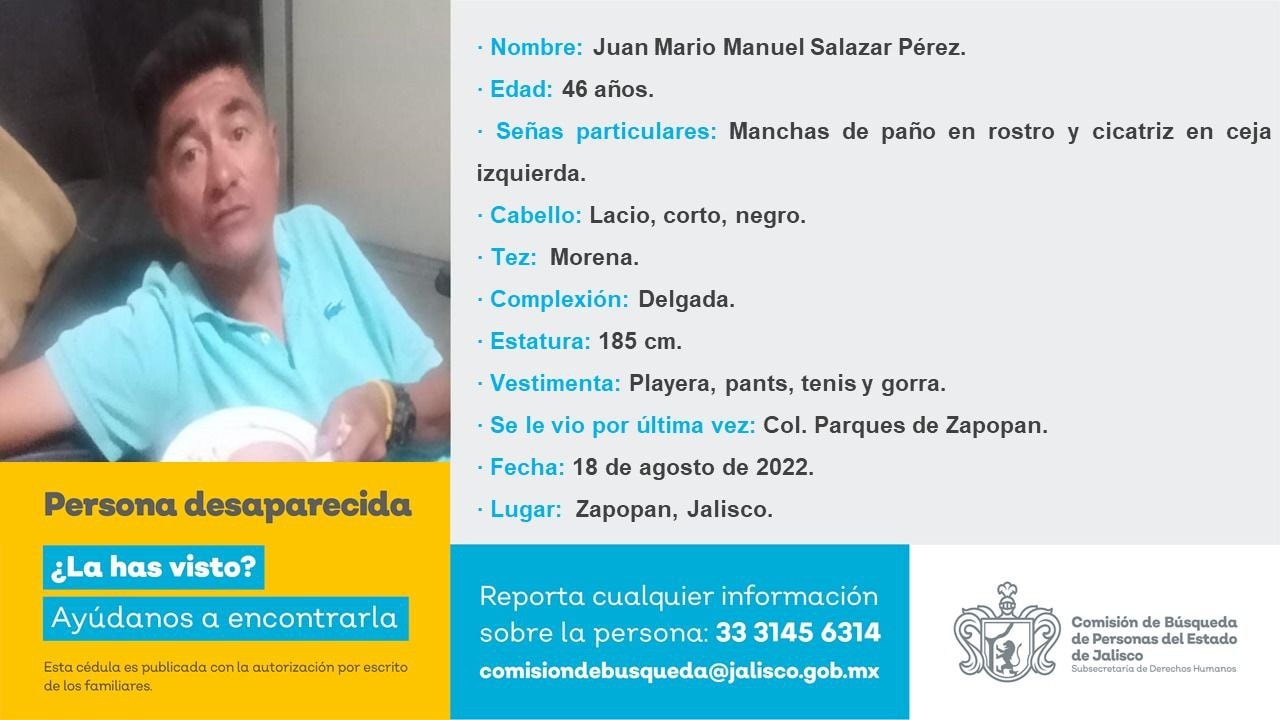 · Nombre: Juan Mario Manuel Salazar Pérez.
· Edad: 46 años.
· Señas particulares: Manchas de paño en rostro y cicatriz en ceja
izquierda.
· Cabello: Lacio, corto, negro.
· Tez: Morena.
· Complexión: Delgada.
· Estatura: 185 cm.
· Vestimenta: Playera, pants, tenis y gorra.
· Se le vio por última vez: Col. Parques de Zapopan.
· Fecha: 18 de agosto de 2022.
· Lugar: Zapopan, Jalisco.
Persona desaparecida
¿La has visto?
Ayúdanos a encontrarla
Esta cédula es publicada con la autorización por escrito
de los familiares.
Reporta cualquier información
sobre la persona: 33 3145 6314
comisiondebusqueda@jalisco.gob.mx
Comisión de Búsqueda
de Personas del Estado
de Jalisco
Subsecretaría de Derechos Humanos